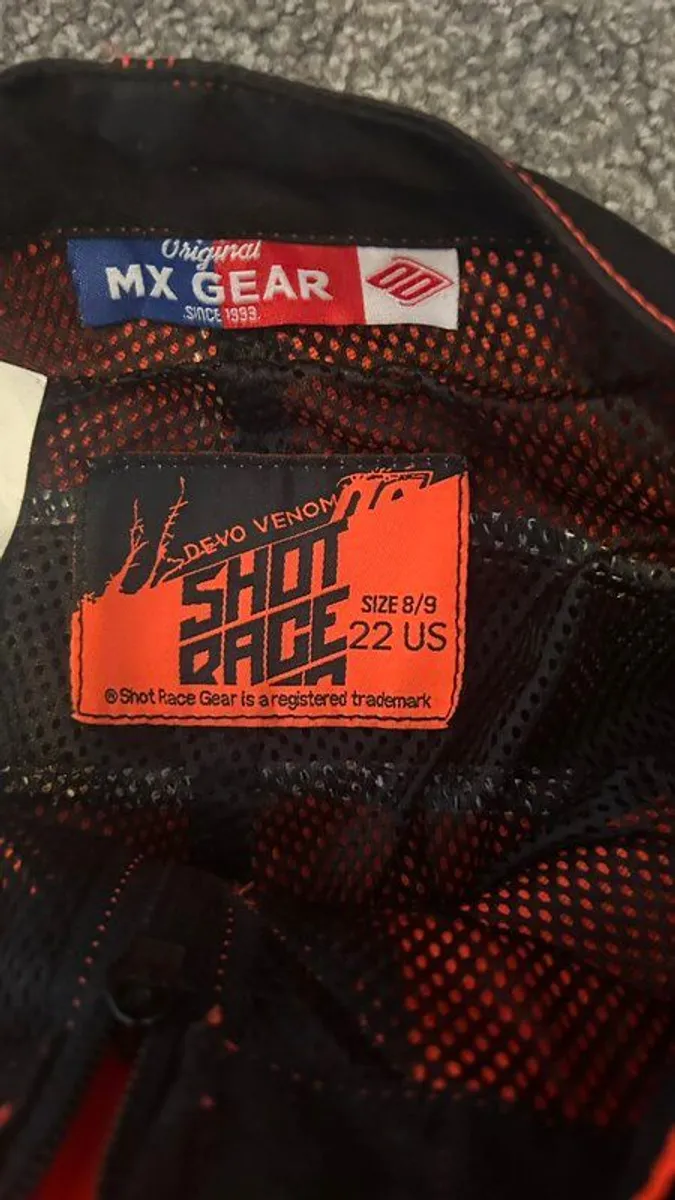 Original
MX GEAR
SINCE 1993
DEVO VENOM
SHOT
RACE
SIZE 8/9
22 US
® Shot Race Gear is a registered trademark